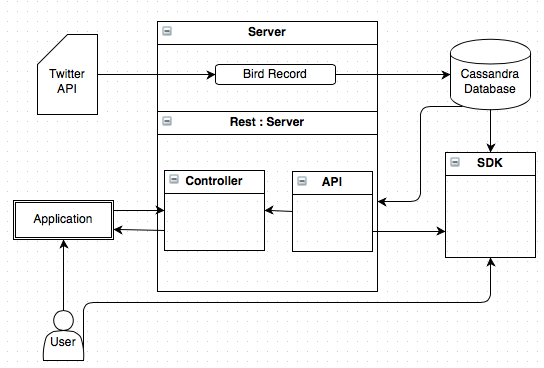 Server
Twitter
API
Bird Record
Cassandra
Database
Rest : Server
SDK
Controller
API
Application
User